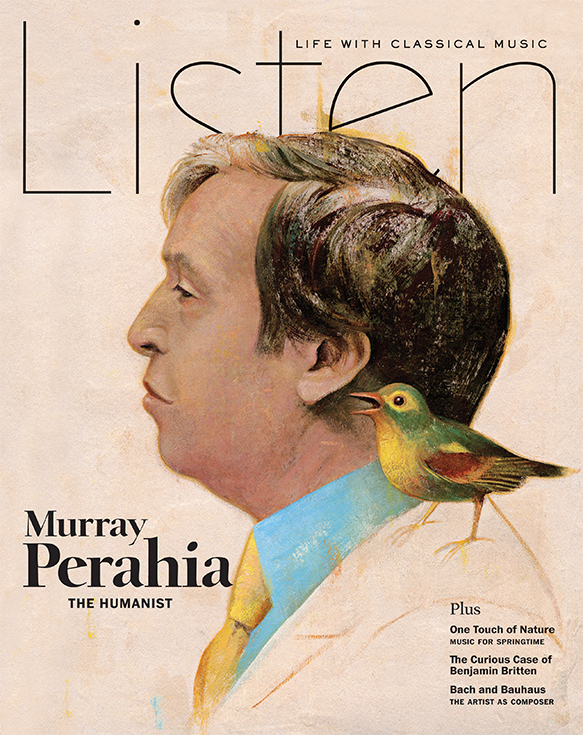 Listen
LIFE WITH CLASSICAL MUSIC
Murray
Perahia
THE HUMANIST
Plus
One Touch of Nature
MUSIC FOR SPRINGTIME
The Curious Case of
Benjamin Britten
Bach and Bauhaus
THE ARTIST AS COMPOSER